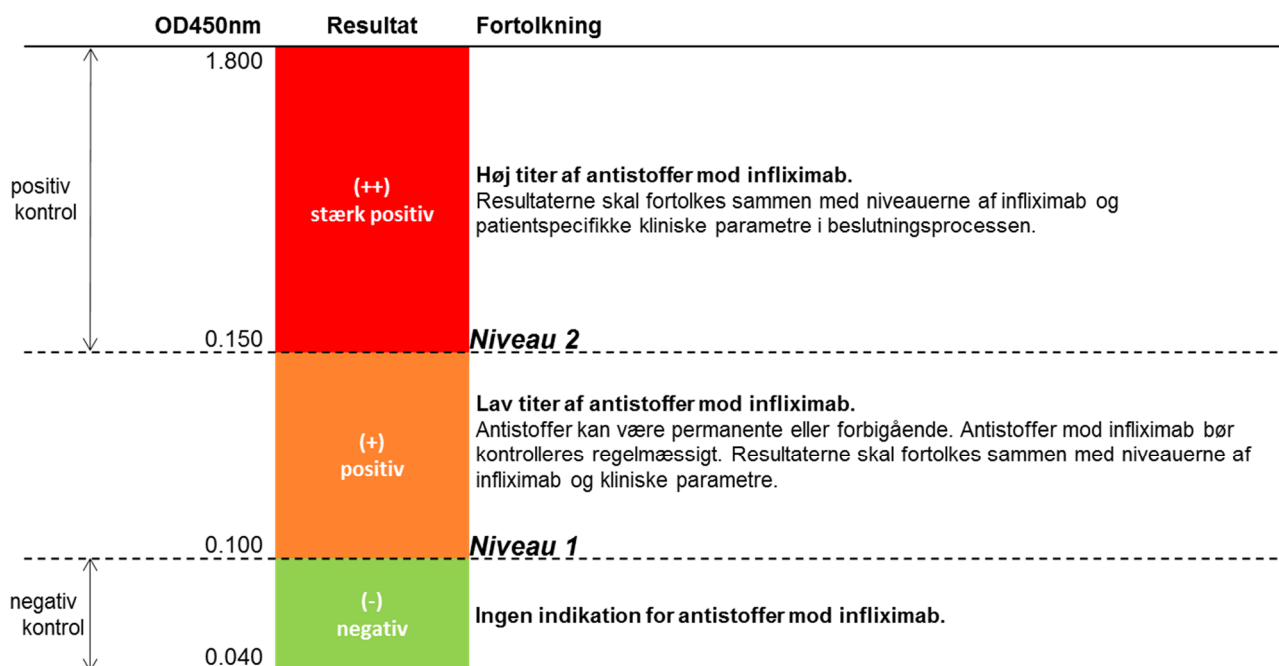 OD450nm Resultat Fortolkning
1.800
positiv
kontrol
(++)
stærk positiv
Høj titer af antistoffer mod infliximab.
Resultaterne skal fortolkes sammen med niveauerne af infliximab og
patientspecifikke kliniske parametre i beslutningsprocessen.
0.150 Niveau 2
(+)
positiv
Lav titer af antistoffer mod infliximab.
Antistoffer kan være permanente eller forbigående. Antistoffer mod infliximab bør
kontrolleres regelmæssigt. Resultaterne skal fortolkes sammen med niveauerne af
infliximab og kliniske parametre.
0.100 Niveau 1
negativ
kontrol
(-)
negativ
Ingen indikation for antistoffer mod infliximab.
0.040